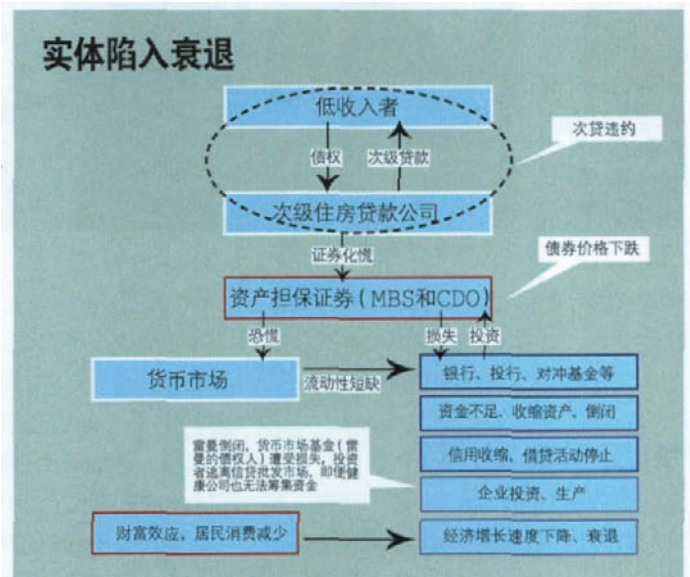 实体陷入衰退
低收入者
次贷违约
债权
次级贷款
次级住房贷款公司
证券化慌
债券价格下跌
资产担保证券(MBS和CDO)
恐慌
损失
投资
货币市场
流动性短缺
银行、投行、对冲基金等
资金不足、收缩资产、倒闭
雷曼倒闭，货币市场基金(雷
曼的债权人)遭受损失，投资
者逃离信贷批发市场，即便健
康公司也无法筹集资金
信用收缩，借贷活动停止
企业投资、生产
财富效应，居民消费减少
经济增长速度下降、衰退